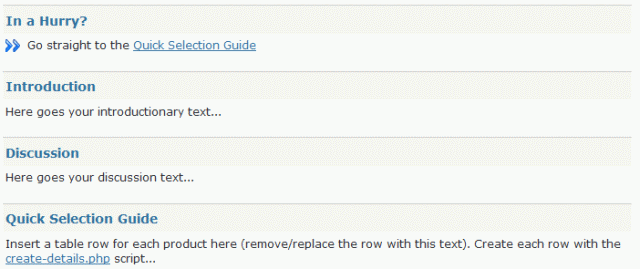 In a Hurry?
Go straight to the Quick Selection Guide
Introduction
Here goes your introductionary text...
Discussion
Here goes your discussion text...
Quick Selection Guide
Insert a table row for each product here (remove/replace the row with this text). Create each row with the
create-details.php script...